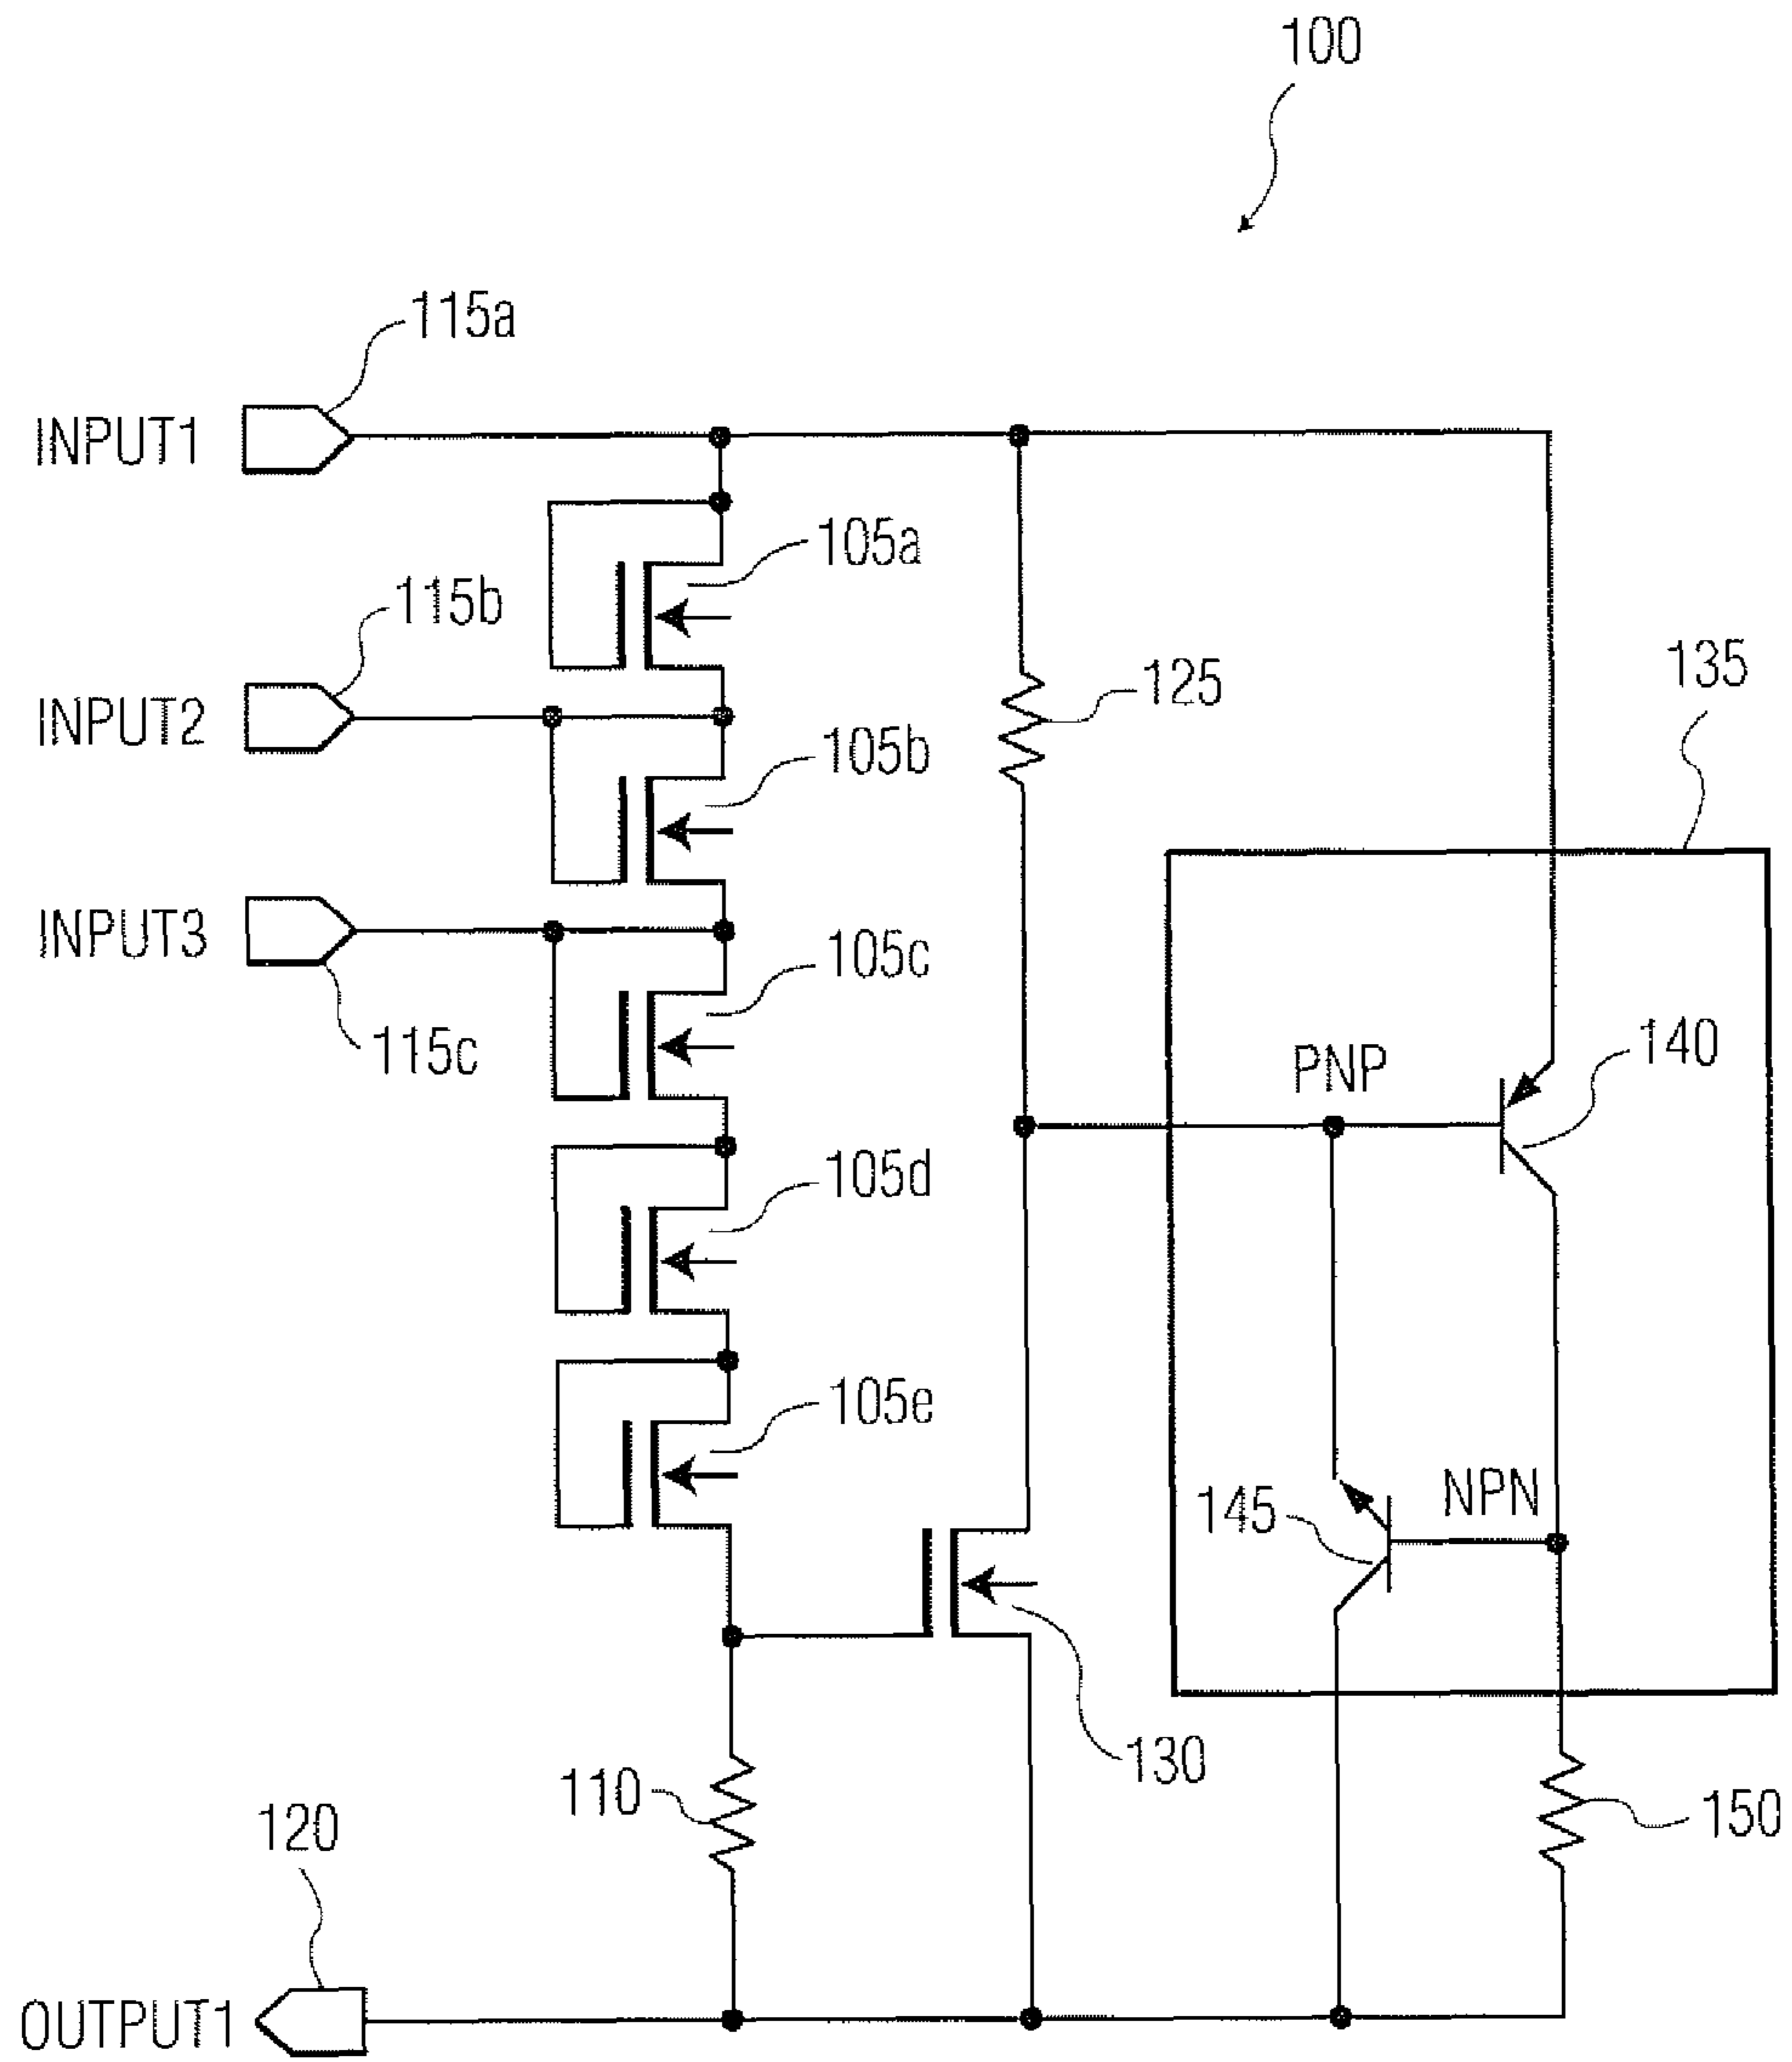 100
115a
INPUT1
105a
115b
135
125
INPUT2
105b
INPUT3
105c
140
PNP
115c
105d
105e
NPN
145
130
110
150
120
OUTPUT1